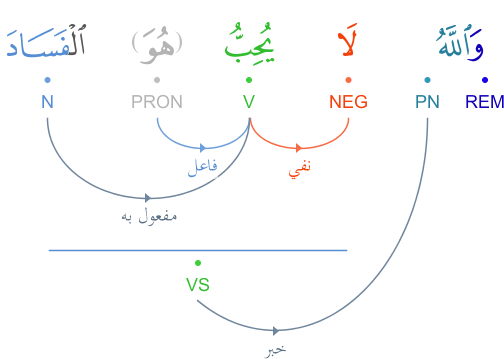 وَٱللَّهُ لَا يُحِبُّ (هُوَ) ٱلْفَسَادَ
REM PN NEG V PRON N
فاعل نفي
مفعول به
VS
خبر